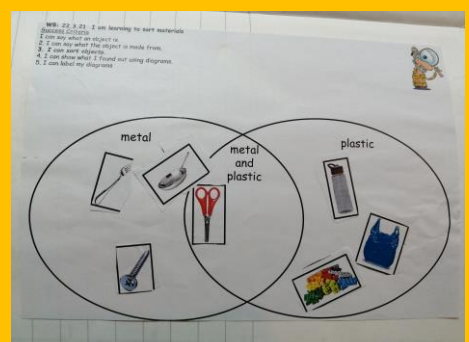 WB: 22.3.21 I am learning to sort materials
Success Criteria
1 can say what an object is.
2. I can say what the object is made from.
3. I can sort objects.
4. I can show what I found out using diagrams.
5. I can label my diagrams
metal
metal
and
plastic
plastic